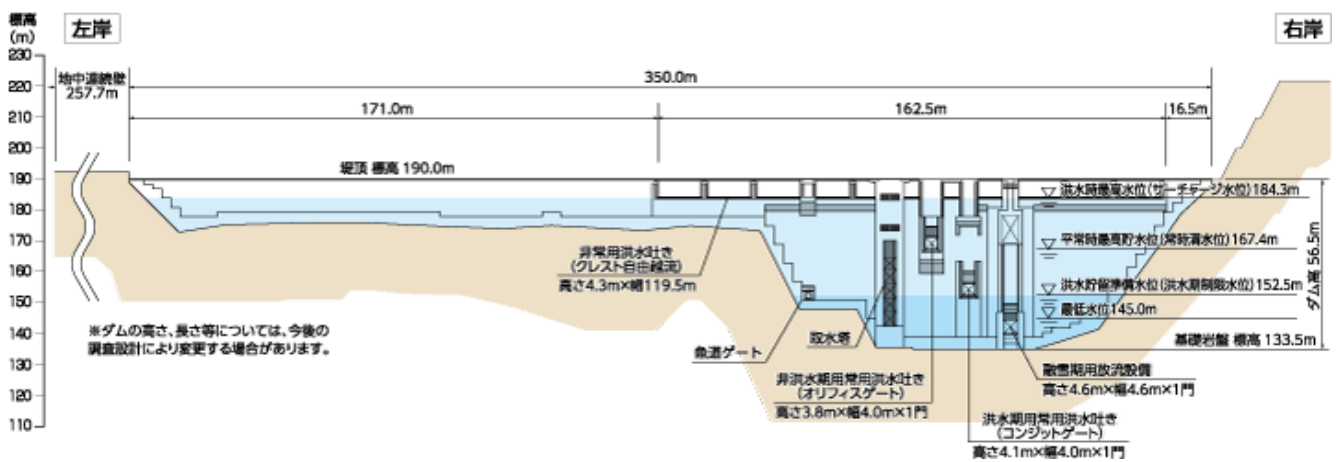 標高
(m)
左岸
右岸
230
220
210
200
190
180
170
160
150
140
130
120
110
地中連続壁
257.7m
350.0m
171.0m
162.5m
16.5m
堤頂 標高 190.0m
洪水時最高水位(サーチャージ水位)184.3m
平常時最高貯水位(常時満水位)167.4m
洪水貯留準備水位(洪水期制限水位)152.5m
最低水位145.0m
ダム高 56.5m
基礎岩盤 標高 133.5m
非常用洪水吐き
(クレスト自由越流)
高さ4.3m×幅119.5m
※ダムの高さ、長さ等については、今後の
調査設計により変更する場合があります。
魚道ゲート
取水塔
非洪水期用常用洪水吐き
(オリフィスゲート)
高さ3.8m×幅4.0m×1門
融雪期用放流設備
高さ4.6m×幅4.6m×1門
洪水期用常用洪水吐き
(コンジットゲート)
高さ4.1m×幅4.0m×1門